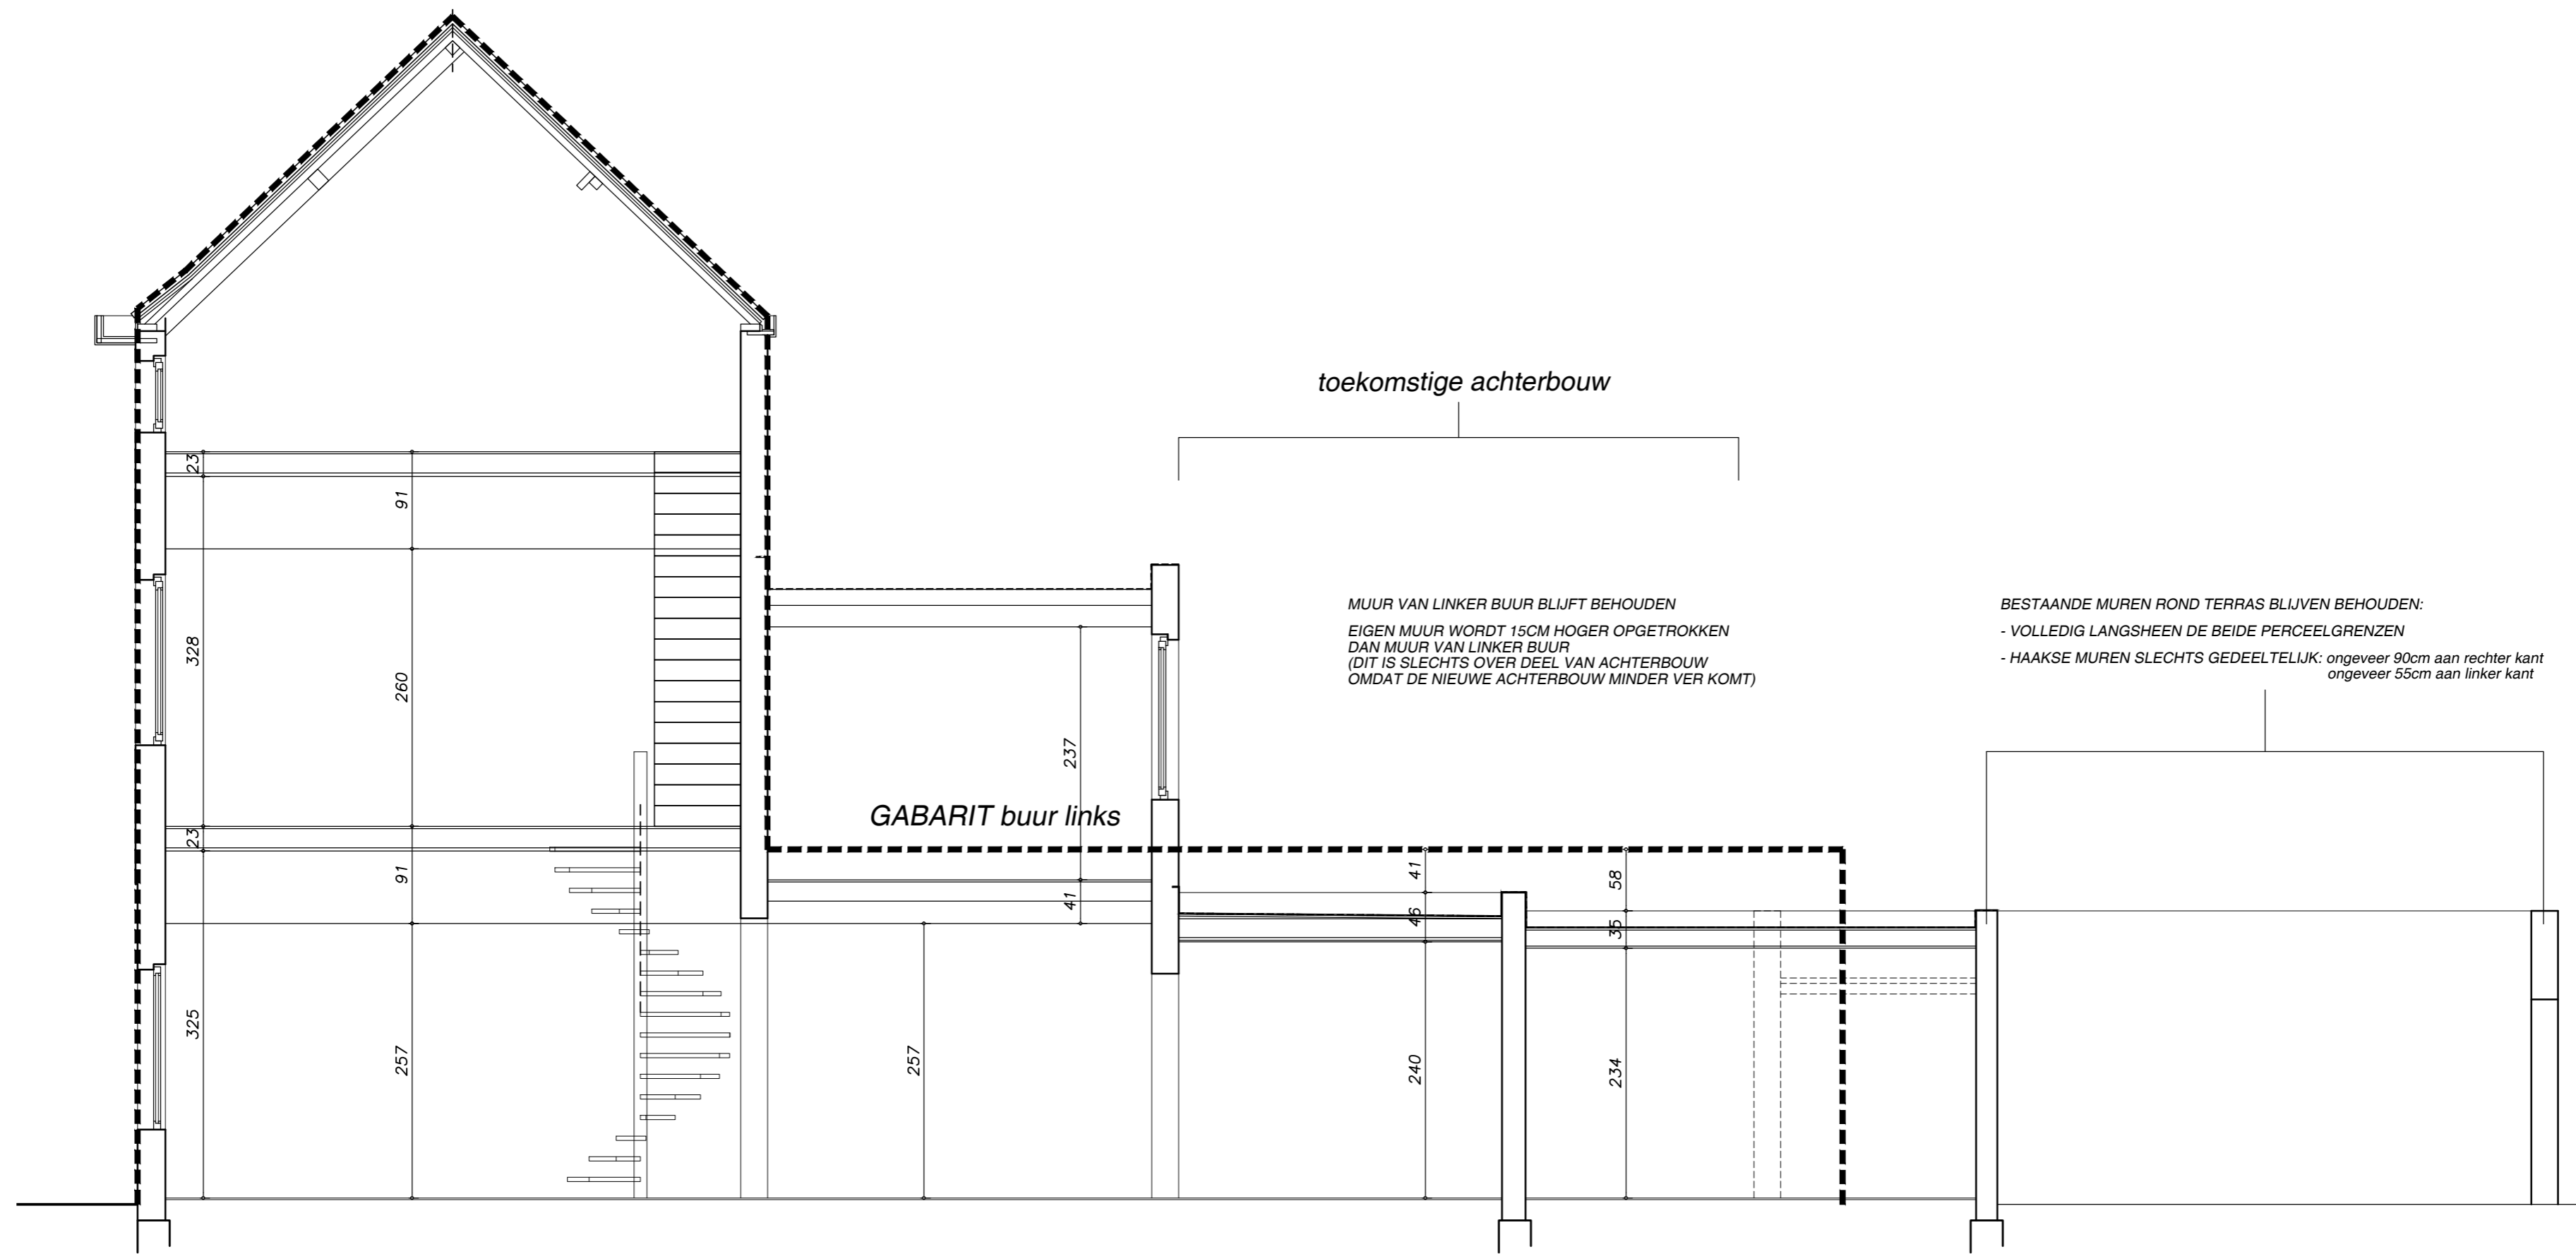 toekomstige achterbouw
MUUR VAN LINKER BUUR BLIJFT BEHOUDEN
EIGEN MUUR WORDT 15CM HOGER OPGETROKKEN
DAN MUUR VAN LINKER BUUR
(DIT IS SLECHTS OVER DEEL VAN ACHTERBOUW
OMDAT DE NIEUWE ACHTERBOUW MINDER VER KOMT)
BESTAANDE MUREN ROND TERRAS BLIJVEN BEHOUDEN:
- VOLLEDIG LANGSHEEN DE BEIDE PERCEELGRENZEN
- HAAKSE MUREN SLECHTS GEDEELTELIJK: ongeveer 90cm aan rechter kant
ongeveer 55cm aan linker kant
GABARIT buur links
23
328
23
325
91
260
91
257
257
237
41
41
46
240
58
35
234